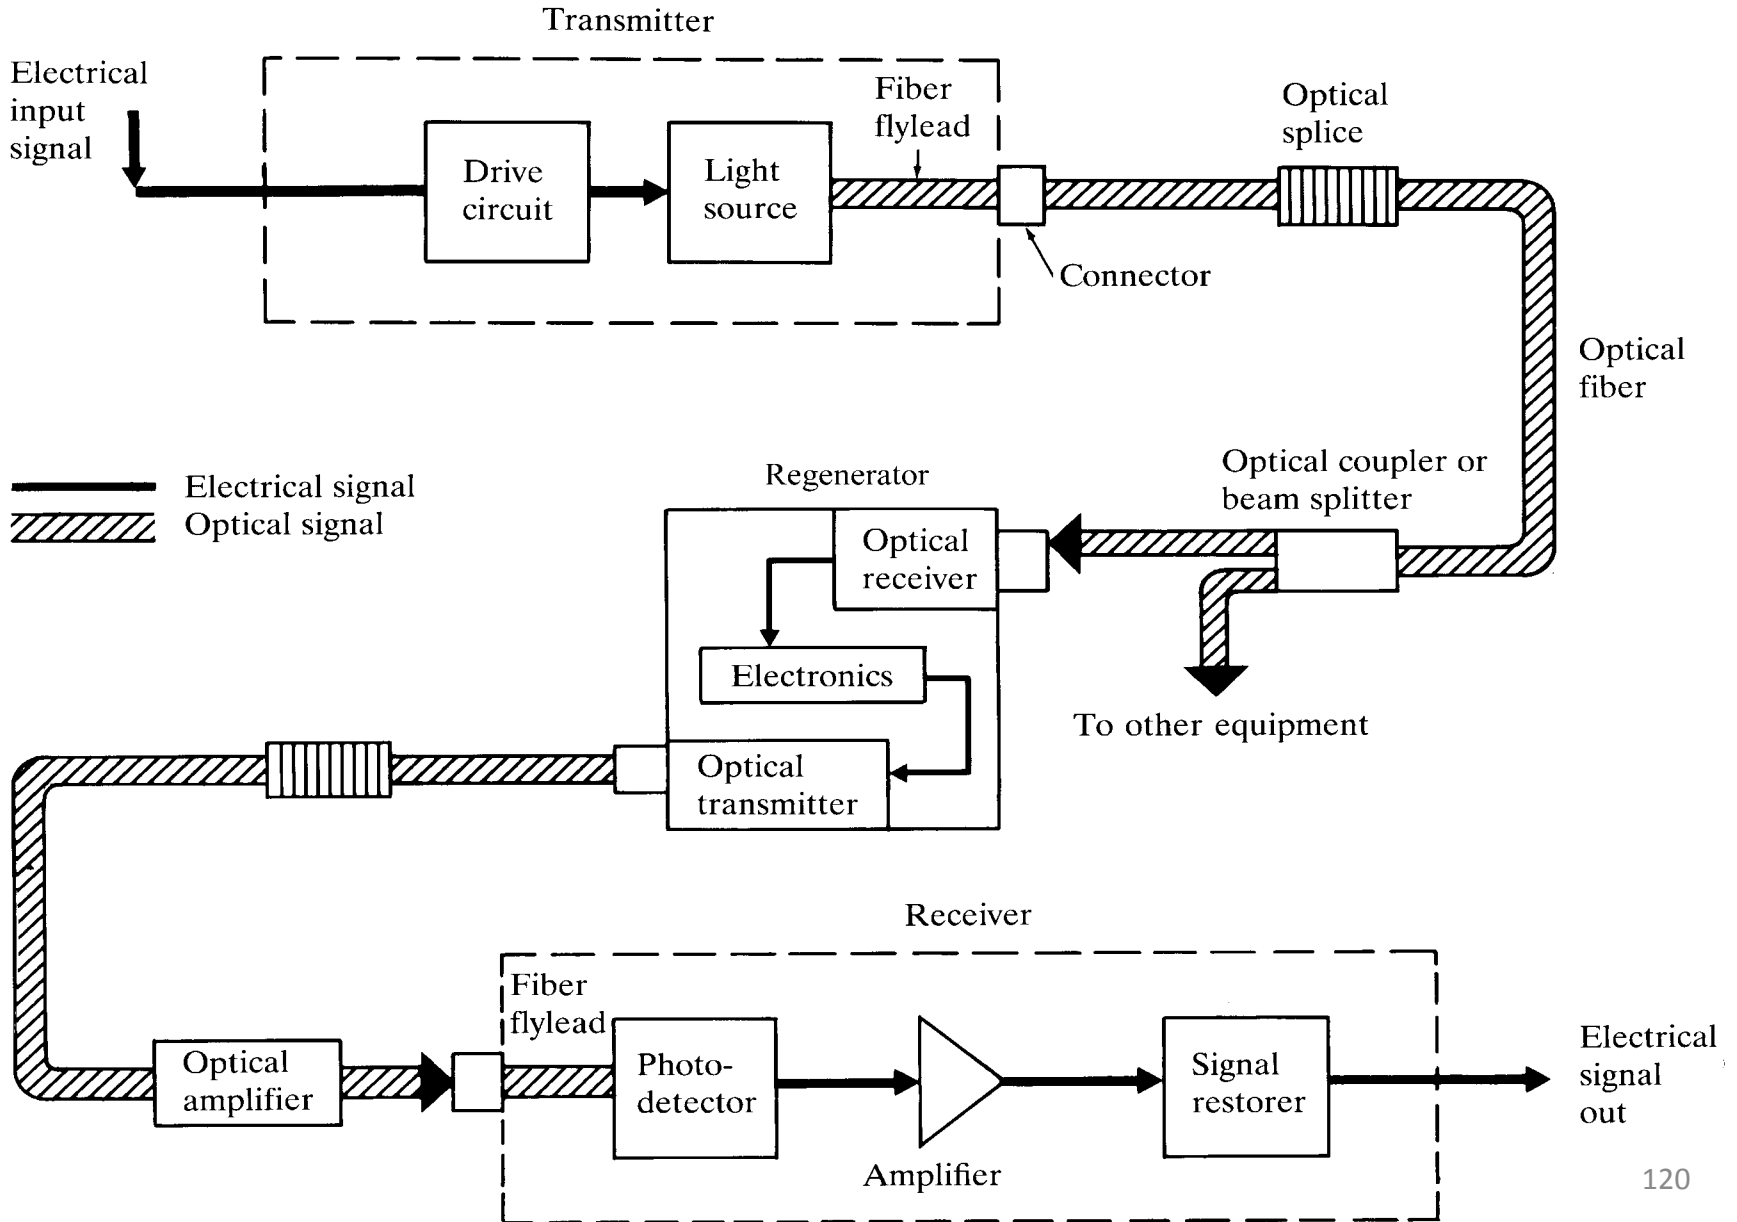 Transmitter
Electrical
input
signal
Drive
circuit
Light
source
Fiber
flylead
Connector
Optical
splice
Optical
fiber
Electrical signal
Optical signal
Regenerator
Optical
receiver
Electronics
Optical
transmitter
Optical coupler or
beam splitter
To other equipment
Receiver
Optical
amplifier
Fiber
flylead
Photo-
detector
Amplifier
Signal
restorer
Electrical
signal
out
120